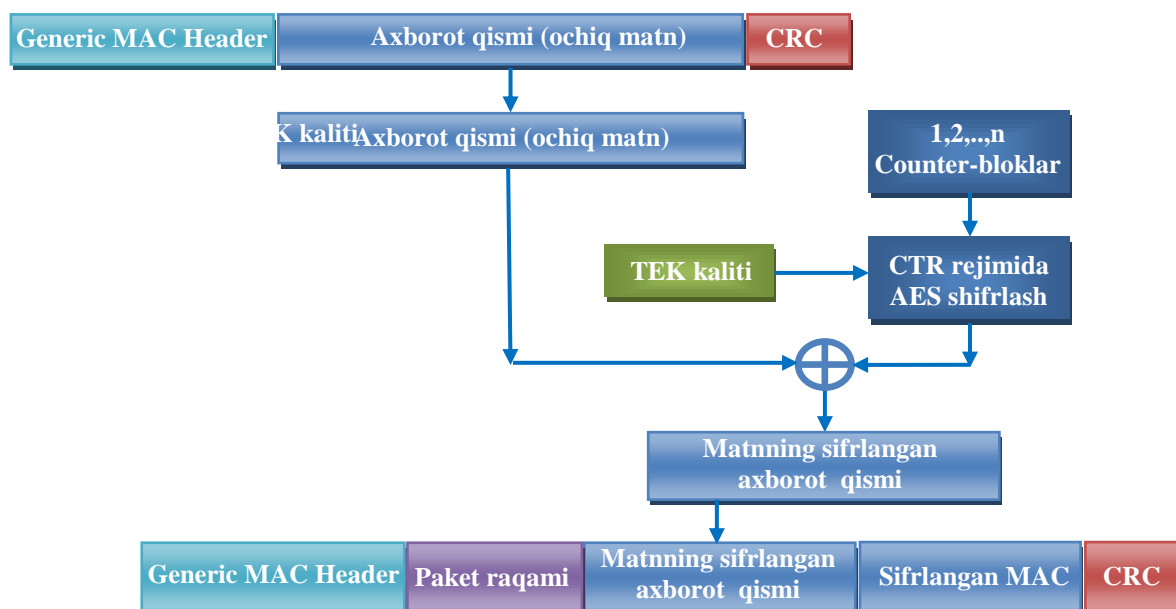 Generic MAC Header Axborot qismi (ochiq matn) CRC
K kaliti Axborot qismi (ochiq matn)
1,2,..,n
Counter-bloklar
TEK kaliti
CTR rejimida
AES shifrlash
Matnning sifrlangan
axborot qismi
Generic MAC Header
Paket raqami
Matnning sifrlangan
axborot qismi
Sifrlangan MAC
CRC